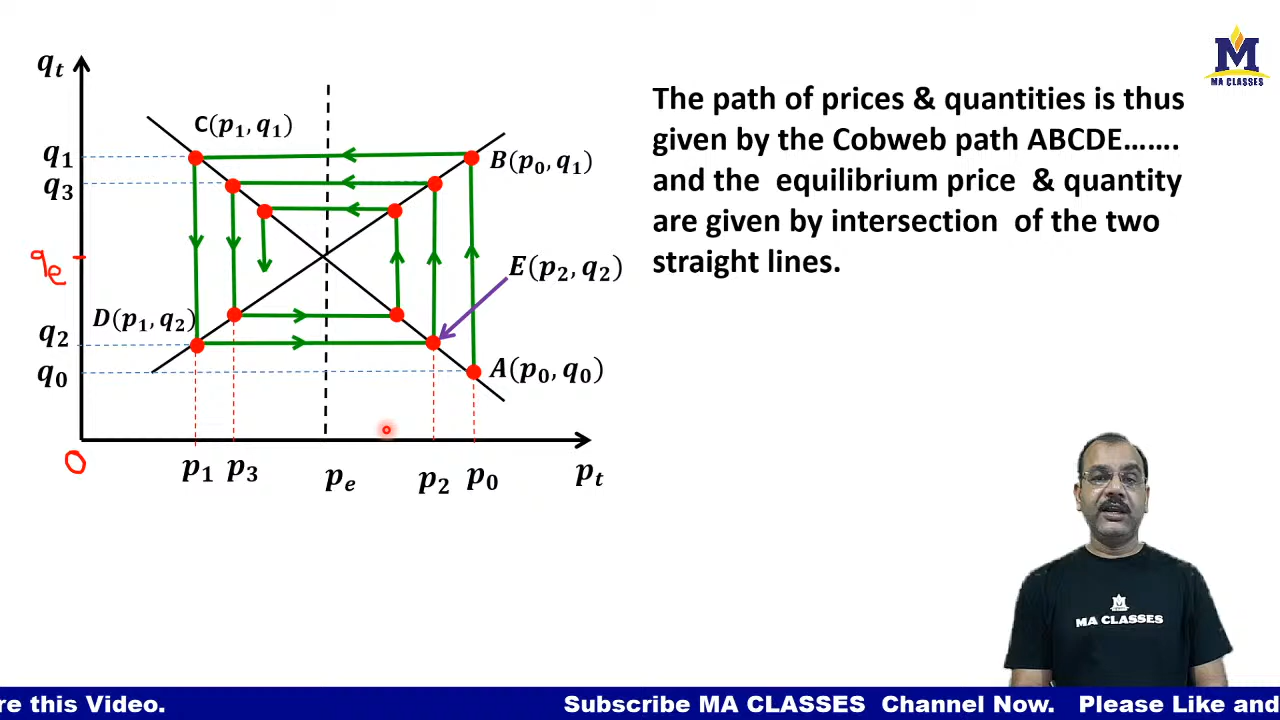 qₜ
M
MA CLASSES
The path of prices & quantities is thus
given by the Cobweb path ABCDE.......
and the equilibrium price & quantity
are given by intersection of the two
straight lines.
C(p₁, q₁)
q₁
B(p₀, q₁)
q₃
qe
E(p₂, q₂)
D(p₁, q₂)
q₂
q₀
A(p₀, q₀)
0
p₁ p₃ pₑ p₂ p₀ pₜ
MA CLASSES
re this Video. Subscribe MA CLASSES Channel Now. Please Like and